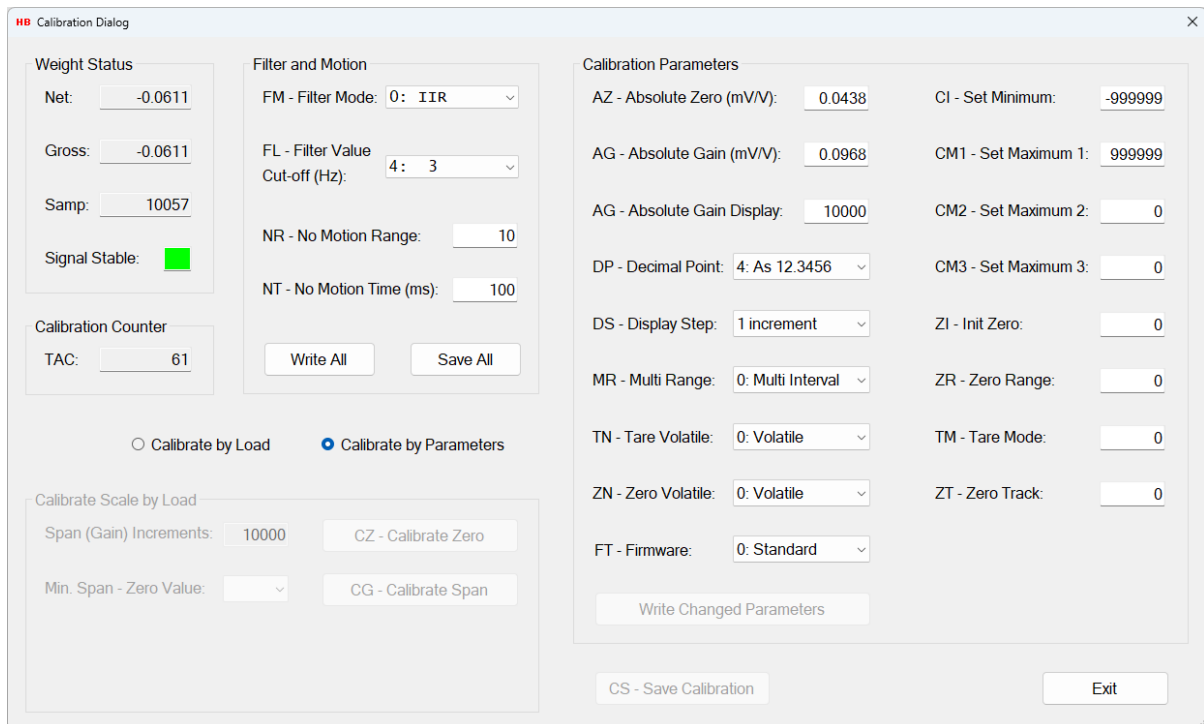 HB Calibration Dialog
Weight Status
Net: -0.0611
Gross: -0.0611
Samp: 10057
Signal Stable:
Calibration Counter
TAC: 61
Filter and Motion
FM - Filter Mode: 0: IIR
FL - Filter Value
Cut-off (Hz): 4: 3
NR - No Motion Range: 10
NT - No Motion Time (ms): 100
Write All Save All
Calibrate by Load Calibrate by Parameters
Calibrate Scale by Load
Span (Gain) Increments: 10000 CZ - Calibrate Zero
Min. Span - Zero Value: CG - Calibrate Span
Calibration Parameters
AZ - Absolute Zero (mV/V): 0.0438 CI - Set Minimum: -999999
AG - Absolute Gain (mV/V): 0.0968 CM1 - Set Maximum 1: 999999
AG - Absolute Gain Display: 10000 CM2 - Set Maximum 2: 0
DP - Decimal Point: 4: As 12.3456 CM3 - Set Maximum 3: 0
DS - Display Step: 1 increment ZI - Init Zero: 0
MR - Multi Range: 0: Multi Interval ZR - Zero Range: 0
TN - Tare Volatile: 0: Volatile TM - Tare Mode: 0
ZN - Zero Volatile: 0: Volatile ZT - Zero Track: 0
FT - Firmware: 0: Standard
Write Changed Parameters
CS - Save Calibration Exit